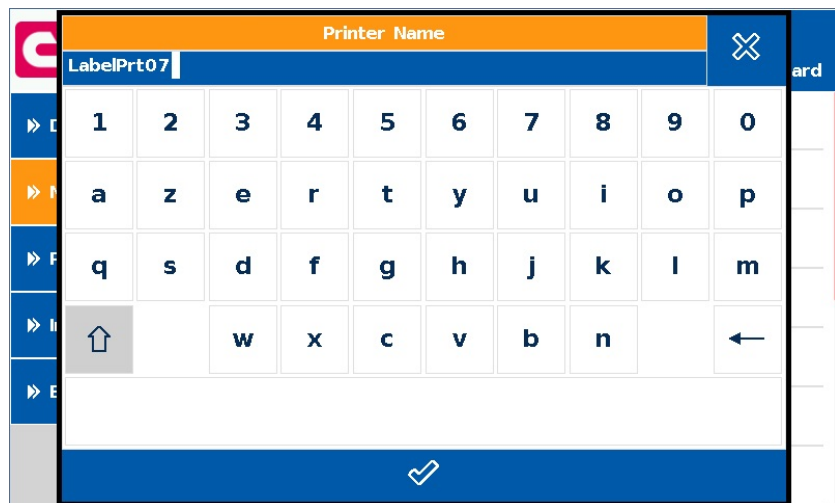 Printer Name
LabelPrt07
ard
1 2 3 4 5 6 7 8 9 0
a z e r t y u i o p
q s d f g h j k l m
w x c v b n